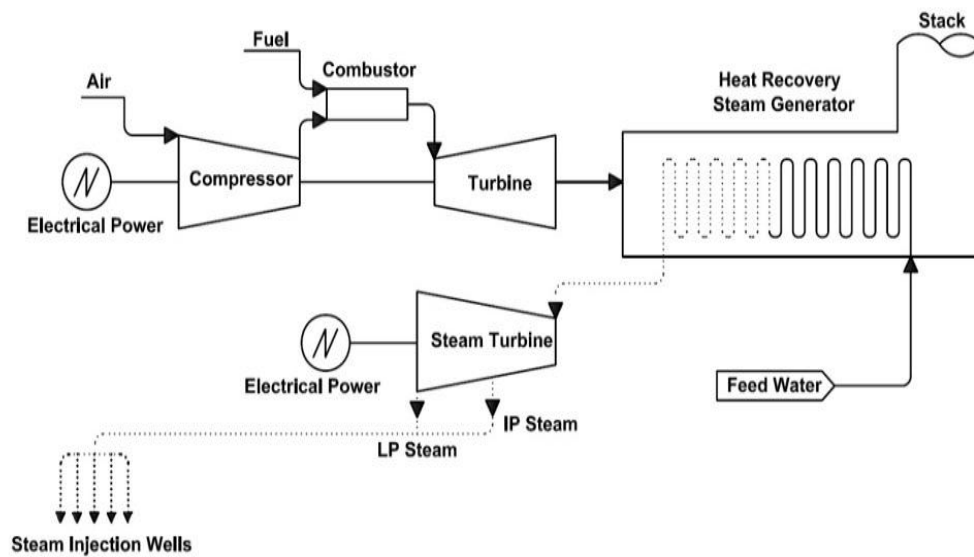 Stack
Fuel
Combustor
Air
Heat Recovery
Steam Generator
Compressor
Turbine
Electrical Power
Steam Turbine
Electrical Power
Feed Water
IP Steam
LP Steam
Steam Injection Wells